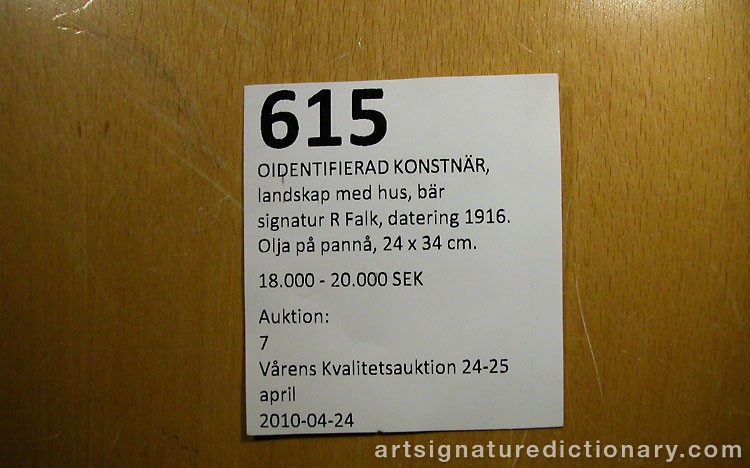 615
OIDENTIFIERAD KONSTNÄR,
landskap med hus, bär
signatur R Falk, datering 1916.
Olja på pannå, 24 x 34 cm.
18.000 - 20.000 SEK
Auktion:
7
Vårens Kvalitetsauktion 24-25
april
2010-04-24
artsignaturedictionary.com